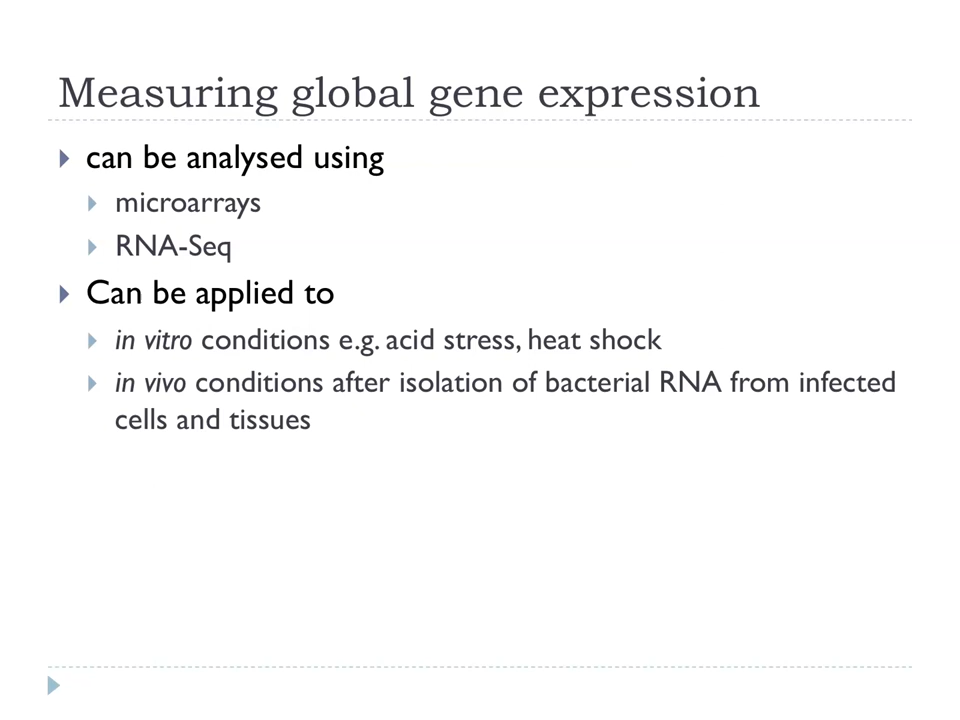 Measuring global gene expression
can be analysed using
microarrays
RNA-Seq
Can be applied to
in vitro conditions e.g. acid stress, heat shock
in vivo conditions after isolation of bacterial RNA from infected
cells and tissues